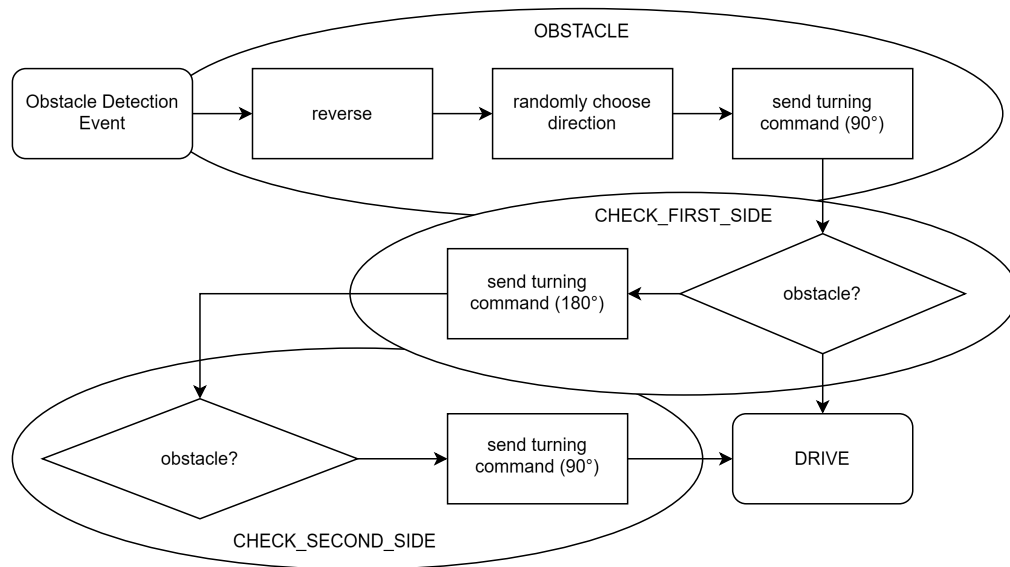 OBSTACLE
Obstacle Detection
Event
reverse
randomly choose
direction
send turning
command (90°)
CHECK_FIRST_SIDE
send turning
command (180°)
obstacle?
obstacle?
send turning
command (90°)
DRIVE
CHECK_SECOND_SIDE